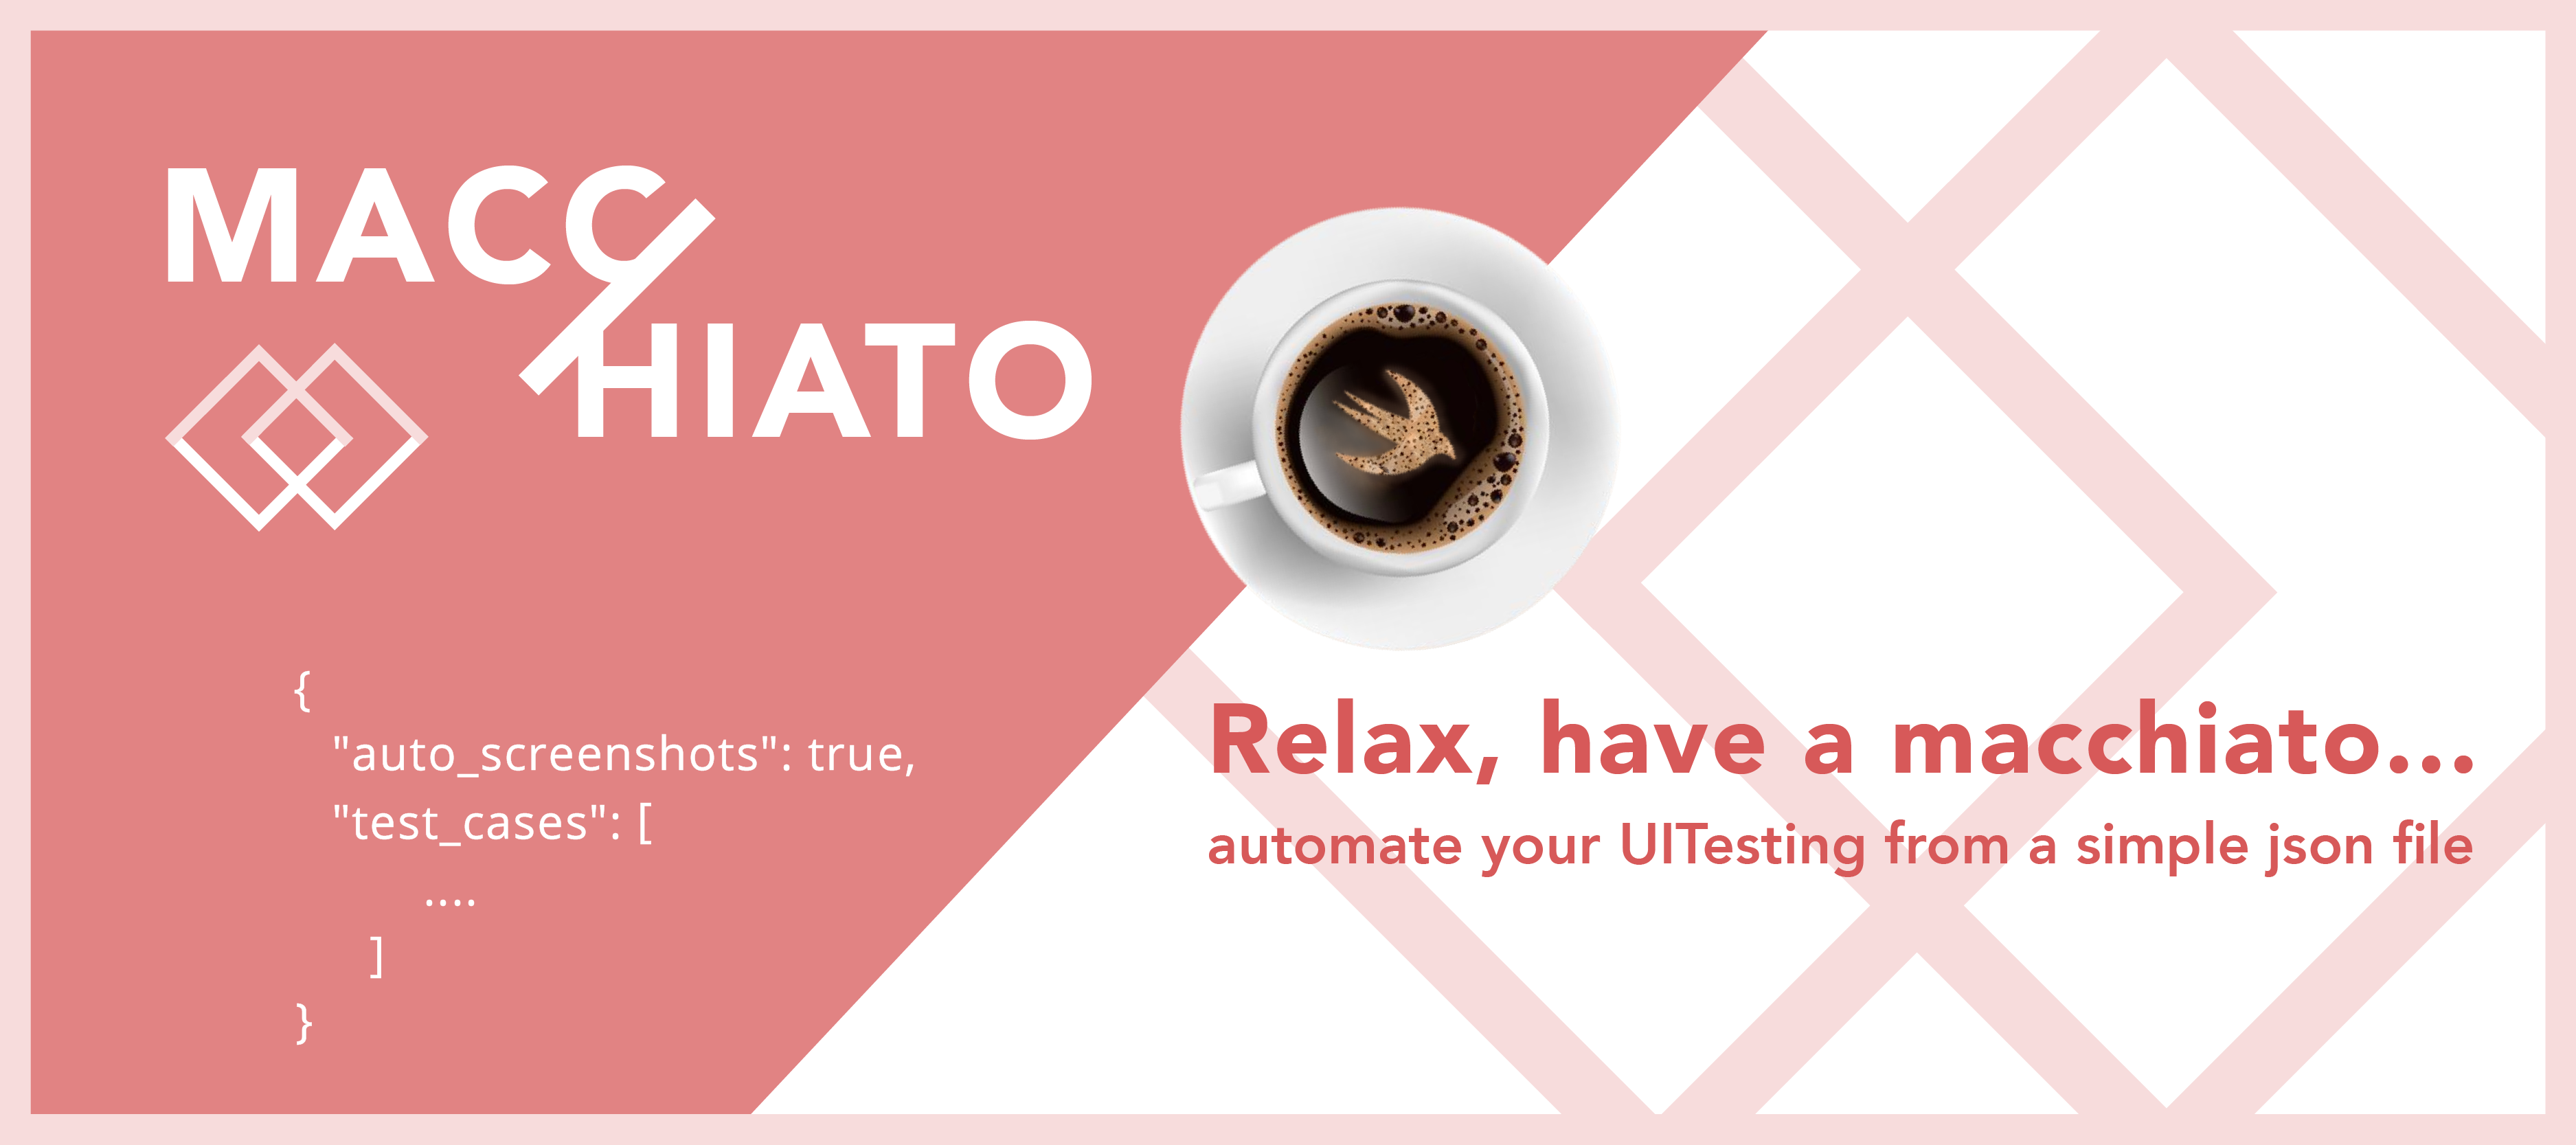 MACC
HIATO
{
"auto_screenshots": true,
"test_cases": [
....
]
}
Relax, have a macchiato...
automate your UITesting from a simple json file